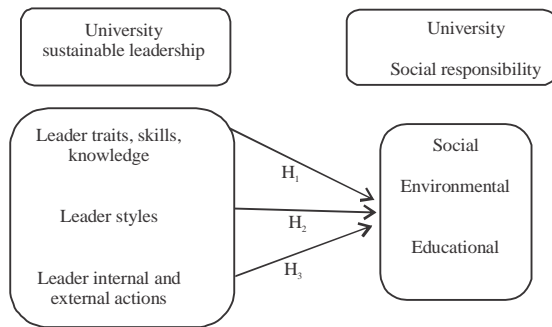 University
sustainable leadership
University
Social responsibility
Leader traits, skills,
knowledge
Leader styles
Leader internal and
external actions
H₁
H₂
H₃
Social
Environmental
Educational